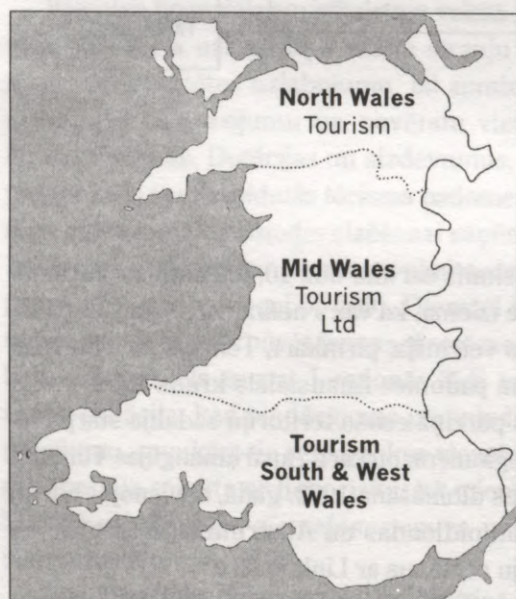 North Wales
Tourism
Mid Wales
Tourism
Ltd
Tourism
South & West
Wales